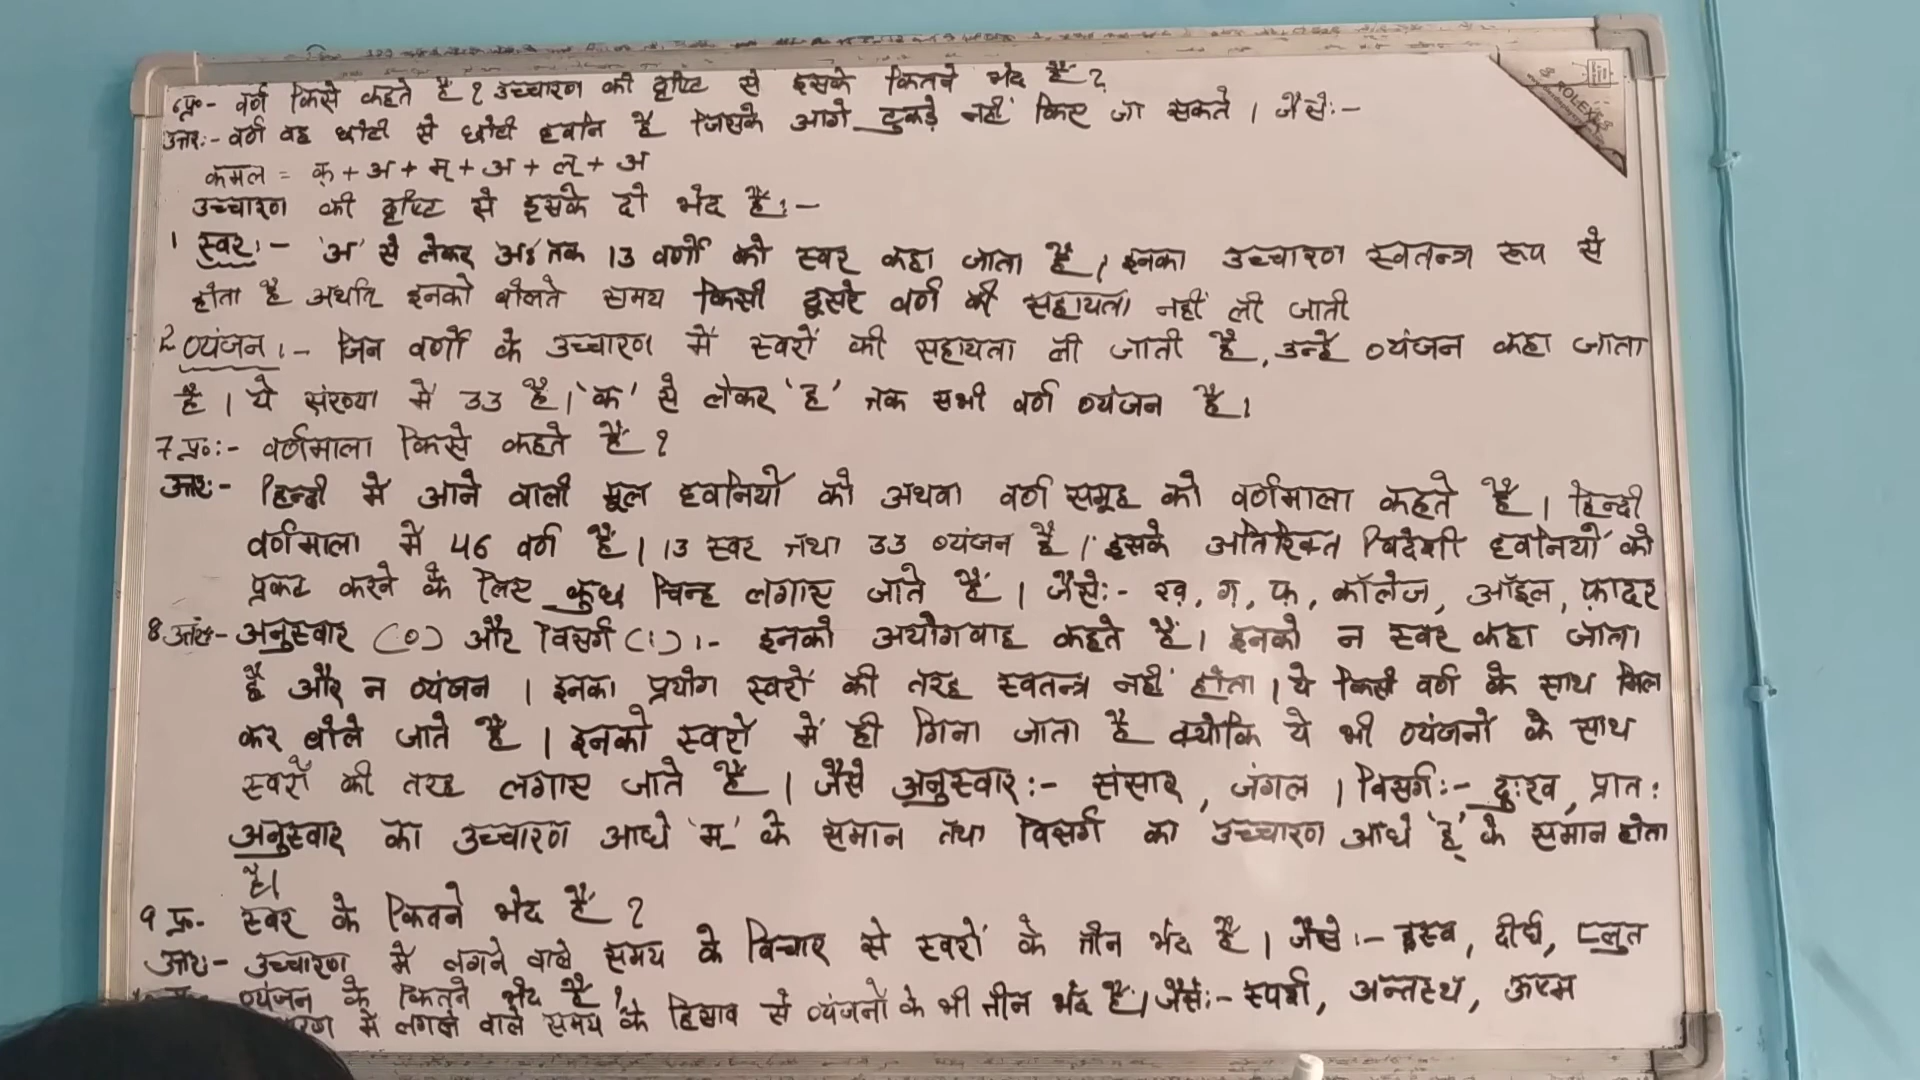 6प्र०- वर्ण किसे कहते हैं ? उच्चारण की दृष्टि से इसके कितने भेद हैं ?
उत्तरः- वर्ण वह छोटी से छोटी ध्वनि है जिसके आगे टुकड़े नहीं किए जा सकते । जैसेः-
कमल = क् + अ + म् + अ + ल् + अ
उच्चारण की दृष्टि से इसके दो भेद हैं :-
1 स्वर :- 'अ' से लेकर अः तक 13 वर्णों को स्वर कहा जाता है । इनका उच्चारण स्वतन्त्र रूप से
होता है अर्थात इनको बोलते समय किसी दूसरे वर्ण की सहायता नहीं ली जाती
2 व्यंजन :- जिन वर्णों के उच्चारण में स्वरों की सहायता ली जाती है, उन्हें व्यंजन कहा जाता
है । ये संख्या में 33 हैं । 'क' से लेकर 'ह' तक सभी वर्ण व्यंजन हैं ।
7 प्र०:- वर्णमाला किसे कहते हैं ?
उत्तरः- हिन्दी में आने वाली मूल ध्वनियों को अथवा वर्ण समूह को वर्णमाला कहते हैं । हिन्दी
वर्णमाला में 46 वर्ण हैं । 13 स्वर तथा 33 व्यंजन हैं । इसके अतिरिक्त विदेशी ध्वनियों को
प्रकट करने के लिए कुछ चिन्ह लगाए जाते हैं । जैसेः- ख़, ग़, फ़, कॉलेज, ऑइल, फ़ादर
8 उत्तरः- अनुस्वार (०) और विसर्ग (:) :- इनको अयोगवाह कहते हैं । इनको न स्वर कहा जाता
है और न व्यंजन । इनका प्रयोग स्वरों की तरह स्वतन्त्र नहीं होता । ये किसी वर्ण के साथ मिल
कर बोले जाते हैं । इनको स्वरों में ही गिना जाता है क्योंकि ये भी व्यंजनों के साथ
स्वरों की तरह लगाए जाते हैं । जैसे अनुस्वार :- संसार, जंगल । विसर्गः- दुःख, प्रातः
अनुस्वार का उच्चारण आधे 'म्' के समान तथा विसर्ग का उच्चारण आधे 'ह्' के समान होता
है।
9 प्र०- स्वर के कितने भेद हैं ?
उत्तरः- उच्चारण में लगने वाले समय के विचार से स्वरों के तीन भेद हैं । जैसे :- ह्रस्व, दीर्घ, प्लुत
व्यंजन के कितने भेद हैं ?
में लगने वाले समय के हिसाब से व्यंजनों के भी तीन भेद हैं । जैसेः- स्पर्श, अन्तस्थ, ऊष्म
ROLEX